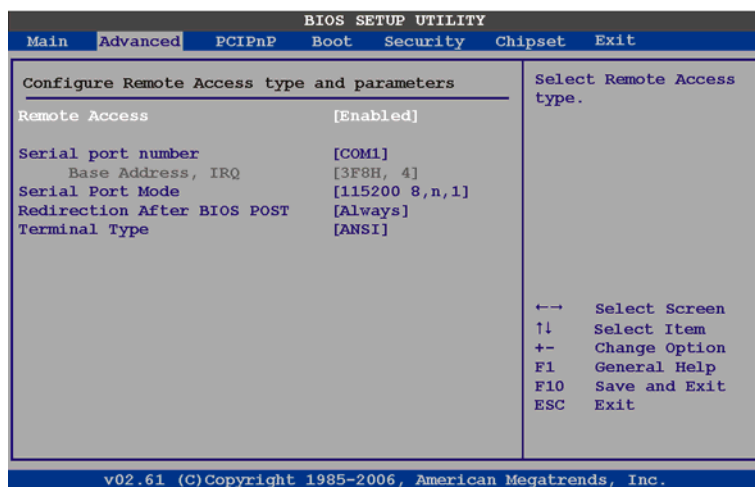 BIOS SETUP UTILITY
Main Advanced PCIPnP Boot Security Chipset Exit
Configure Remote Access type and parameters
Remote Access [Enabled]
Serial port number [COM1]
Base Address, IRQ [3F8H, 4]
Serial Port Mode [115200 8,n,1]
Redirection After BIOS POST [Always]
Terminal Type [ANSI]
Select Remote Access
type.
←→ Select Screen
↑↓ Select Item
+- Change Option
F1 General Help
F10 Save and Exit
ESC Exit
v02.61 (C)Copyright 1985-2006, American Megatrends, Inc.